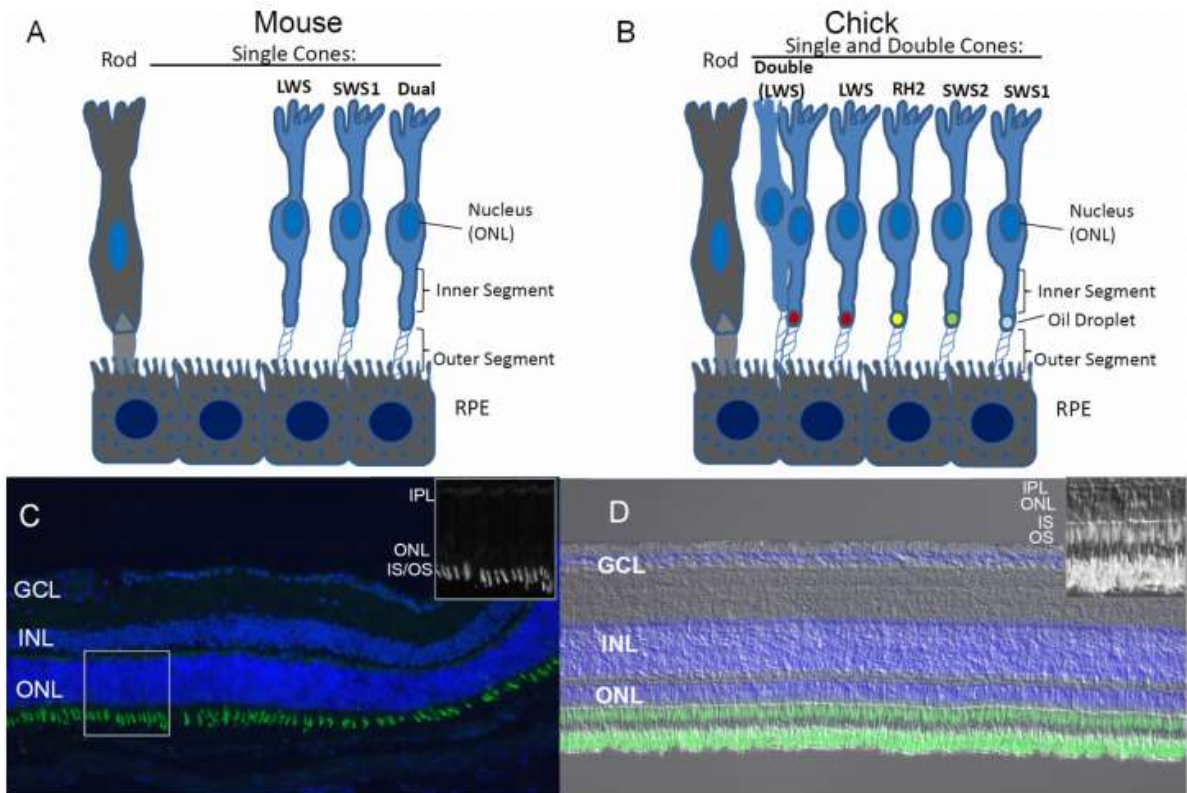 A
Mouse
Rod
Single Cones:
LWS
SWS1
Dual
Nucleus
(ONL)
Inner Segment
Outer Segment
RPE
B
Chick
Single and Double Cones:
Rod
Double
(LWS)
LWS
RH2
SWS2
SWS1
Nucleus
(ONL)
Inner Segment
Oil Droplet
Outer Segment
RPE
C
IPL
ONL
IS/OS
GCL
INL
ONL
D
IPL
ONL
IS
OS
GCL
INL
ONL